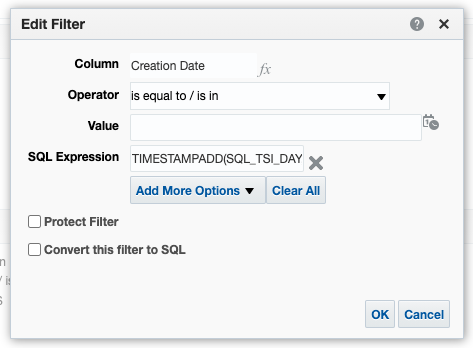 Edit Filter
Column Creation Date fx
Operator is equal to / is in
Value
SQL Expression TIMESTAMPADD(SQL_TSI_DAY
Add More Options Clear All
Protect Filter
Convert this filter to SQL
OK Cancel